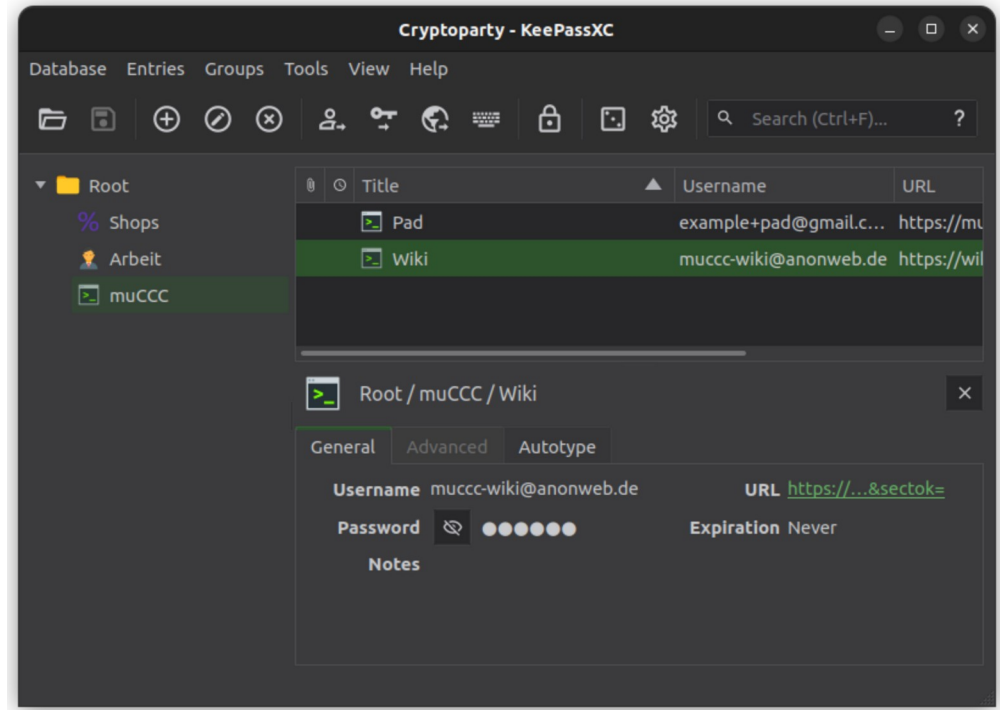 Cryptoparty - KeePassXC
Database Entries Groups Tools View Help
Search (Ctrl+F)... ?
Root
Shops
Arbeit
muCCC
Title Username URL
Pad example+pad@gmail.c... https://mu
Wiki muccc-wiki@anonweb.de https://wil
Root / muCCC / Wiki
General Advanced Autotype
Username muccc-wiki@anonweb.de URL https://...&sectok=
Password ●●●●●● Expiration Never
Notes